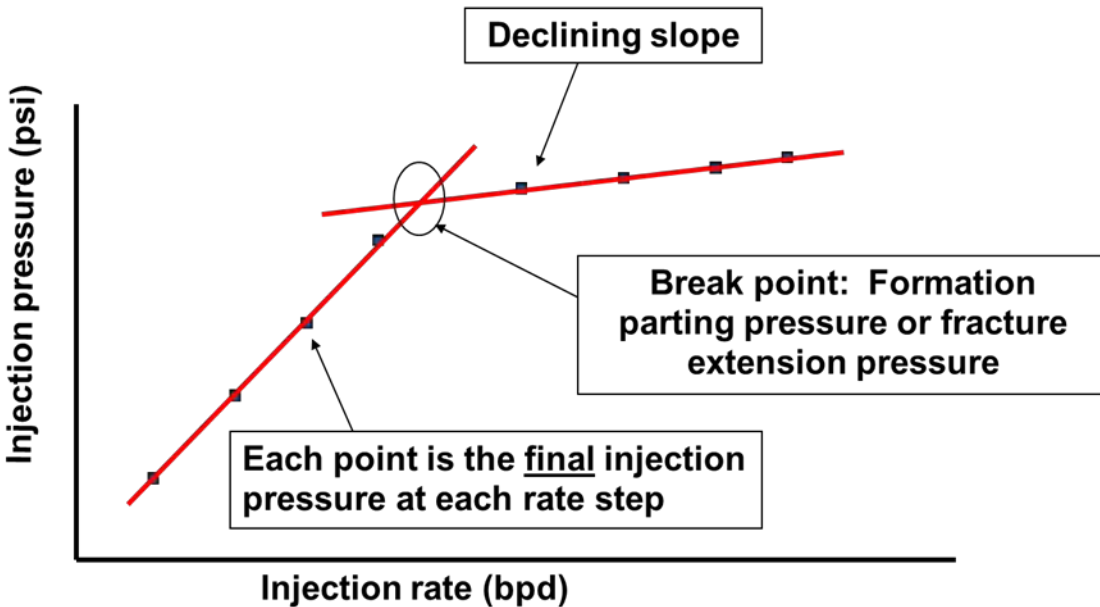 Declining slope
Injection pressure (psi)
Break point:  Formation
parting pressure or fracture
extension pressure
Each point is the final injection
pressure at each rate step
Injection rate (bpd)